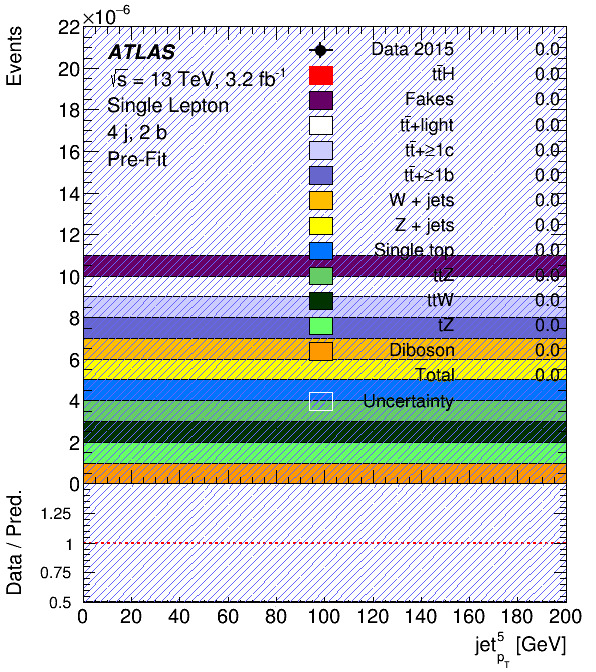 ×10⁻⁶
Events
22
20
18
16
14
12
10
8
6
4
2
0
ATLAS
√s = 13 TeV, 3.2 fb⁻¹
Single Lepton
4 j, 2 b
Pre-Fit
Data 2015 0.0
tt̄H 0.0
Fakes 0.0
tt̄+light 0.0
tt̄+≥1c 0.0
tt̄+≥1b 0.0
W + jets 0.0
Z + jets 0.0
Single top 0.0
ttZ 0.0
ttW 0.0
tZ 0.0
Diboson 0.0
Total 0.0
Uncertainty
Data / Pred.
1.25
1
0.75
0.5
0 20 40 60 80 100 120 140 160 180 200
jet⁵ p_T [GeV]